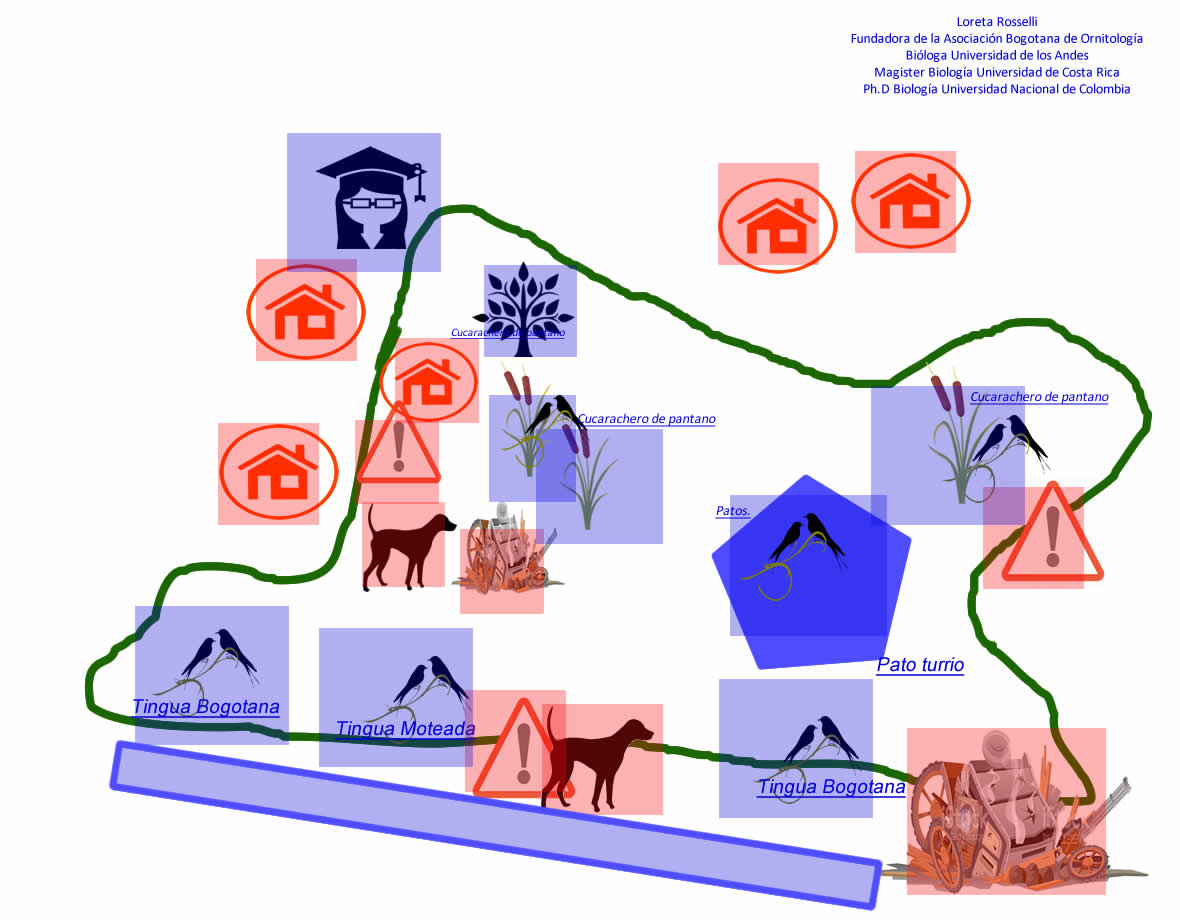 Loreta Rosselli
Fundadora de la Asociación Bogotana de Ornitología
Bióloga Universidad de los Andes
Magister Biología Universidad de Costa Rica
Ph.D Biología Universidad Nacional de Colombia
Cucarachero de pantano
Cucarachero de pantano
Cucarachero de pantano
Patos.
Pato turrio
Tingua Bogotana
Tingua Moteada
Tingua Bogotana